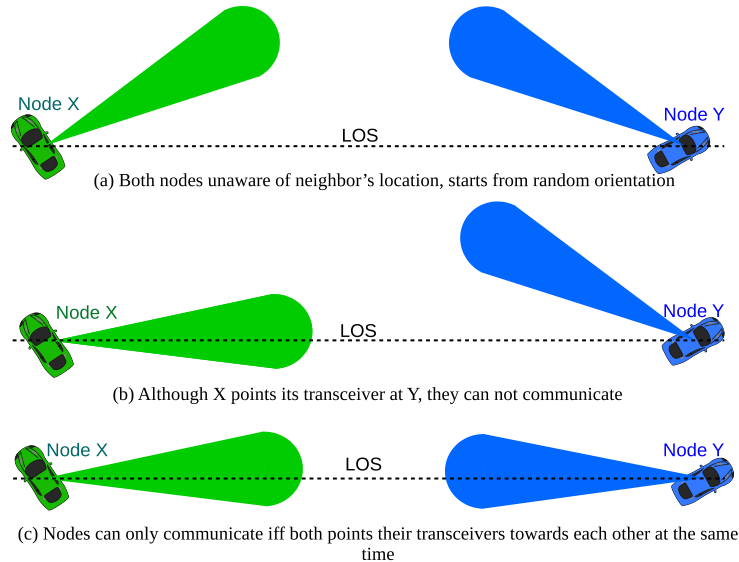 Node X
Node Y
LOS
(a) Both nodes unaware of neighbor’s location, starts from random orientation
Node X
Node Y
LOS
(b) Although X points its transceiver at Y, they can not communicate
Node X
Node Y
LOS
(c) Nodes can only communicate iff both points their transceivers towards each other at the same
time